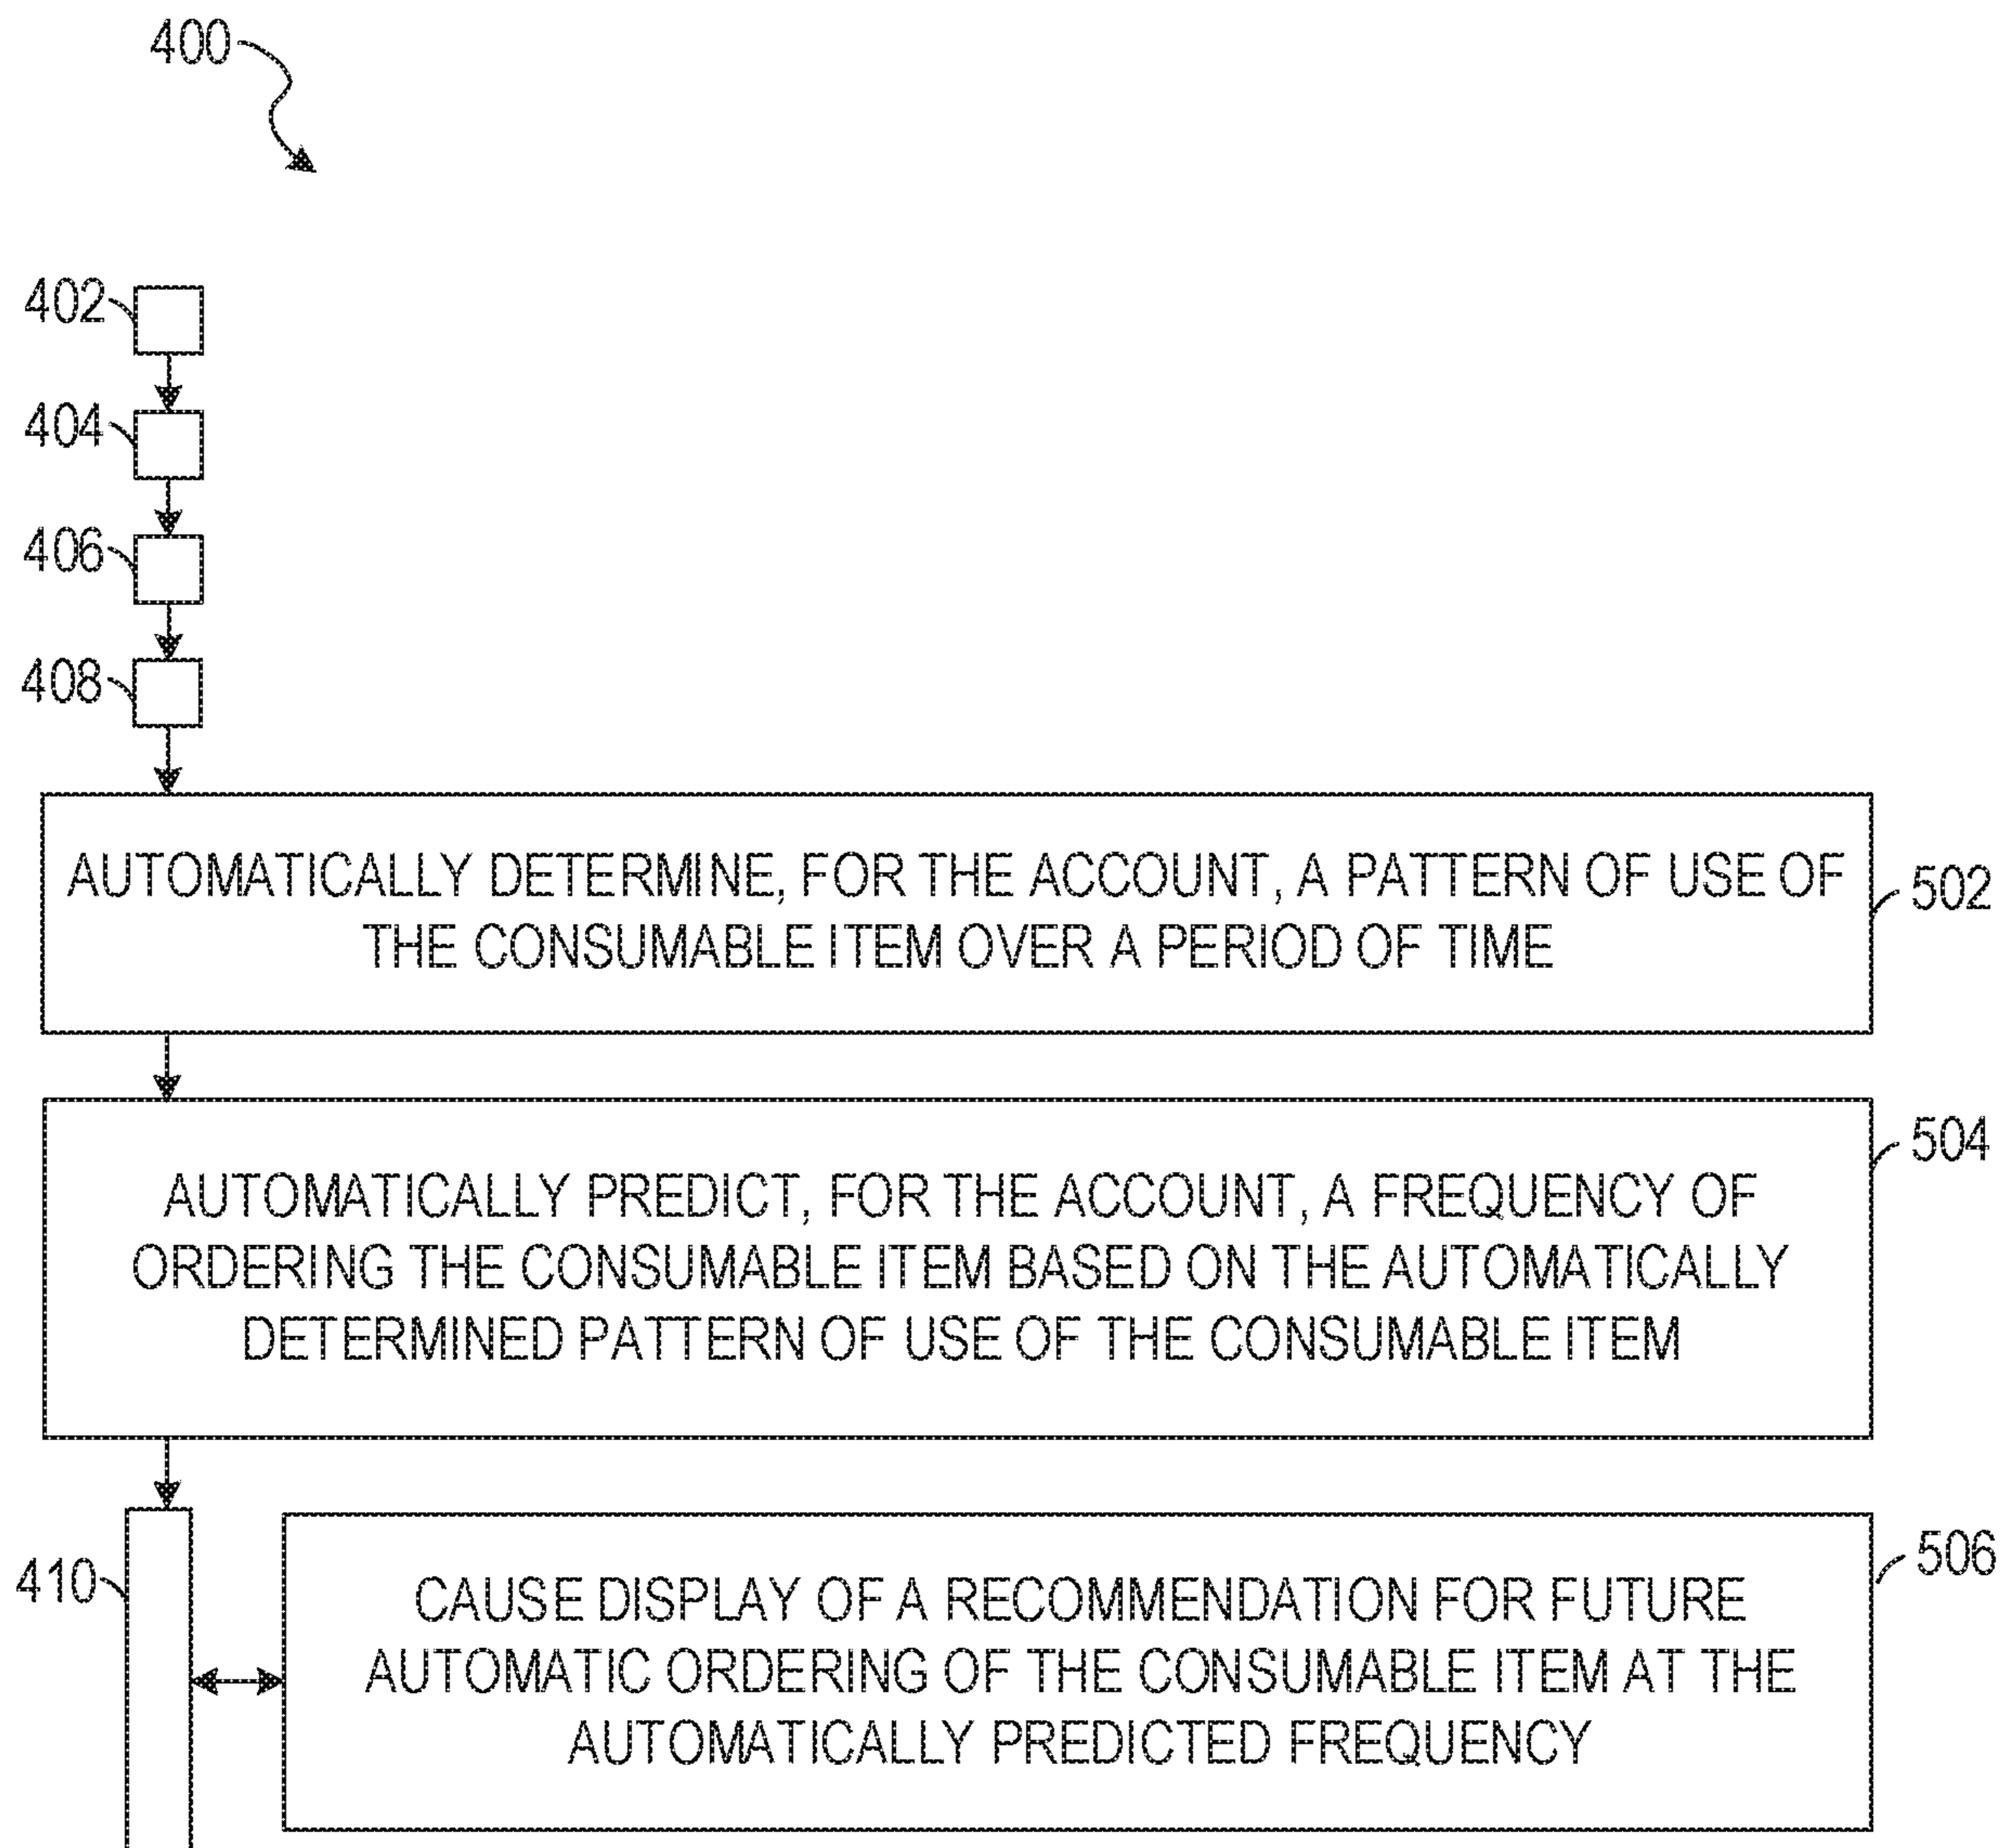 400
402
404
406
408
AUTOMATICALLY DETERMINE, FOR THE ACCOUNT, A PATTERN OF USE OF
THE CONSUMABLE ITEM OVER A PERIOD OF TIME
502
AUTOMATICALLY PREDICT, FOR THE ACCOUNT, A FREQUENCY OF
ORDERING THE CONSUMABLE ITEM BASED ON THE AUTOMATICALLY
DETERMINED PATTERN OF USE OF THE CONSUMABLE ITEM
504
410
CAUSE DISPLAY OF A RECOMMENDATION FOR FUTURE
AUTOMATIC ORDERING OF THE CONSUMABLE ITEM AT THE
AUTOMATICALLY PREDICTED FREQUENCY
506